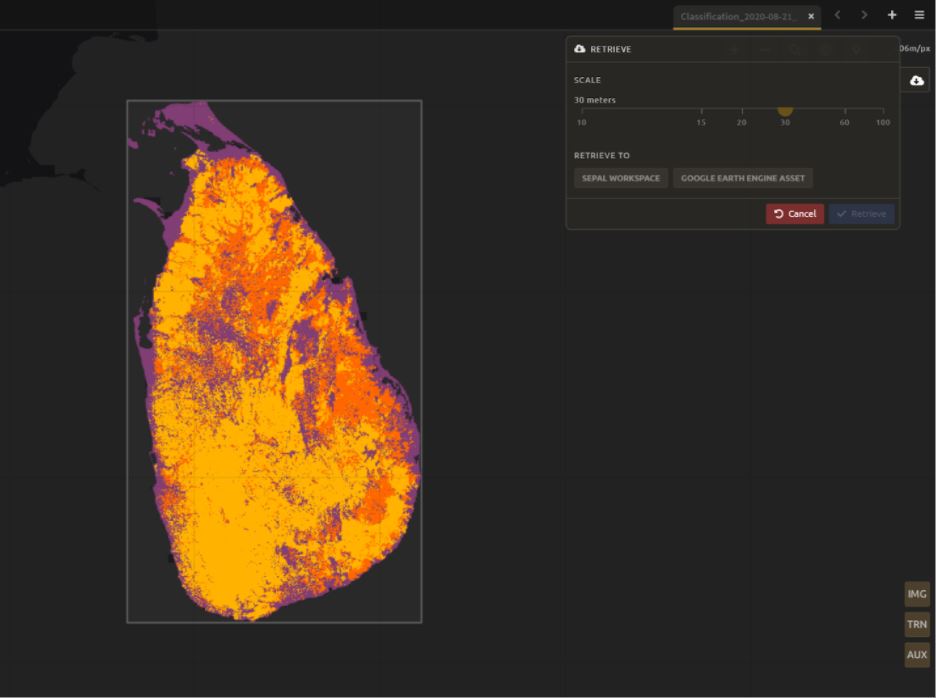 Classification_2020-08-21_
RETRIEVE
06m/px
SCALE
30 meters
10 15 20 30 60 100
RETRIEVE TO
SEPAL WORKSPACE GOOGLE EARTH ENGINE ASSET
Cancel Retrieve
IMG
TRN
AUX